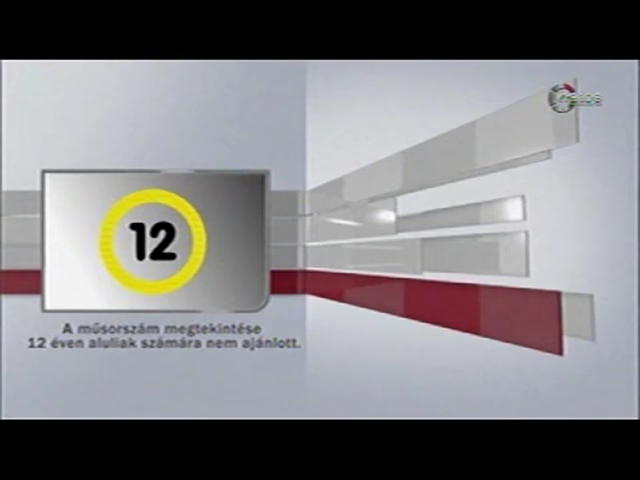 12
A műsorszám megtekintése
12 éven aluliak számára nem ajánlott.